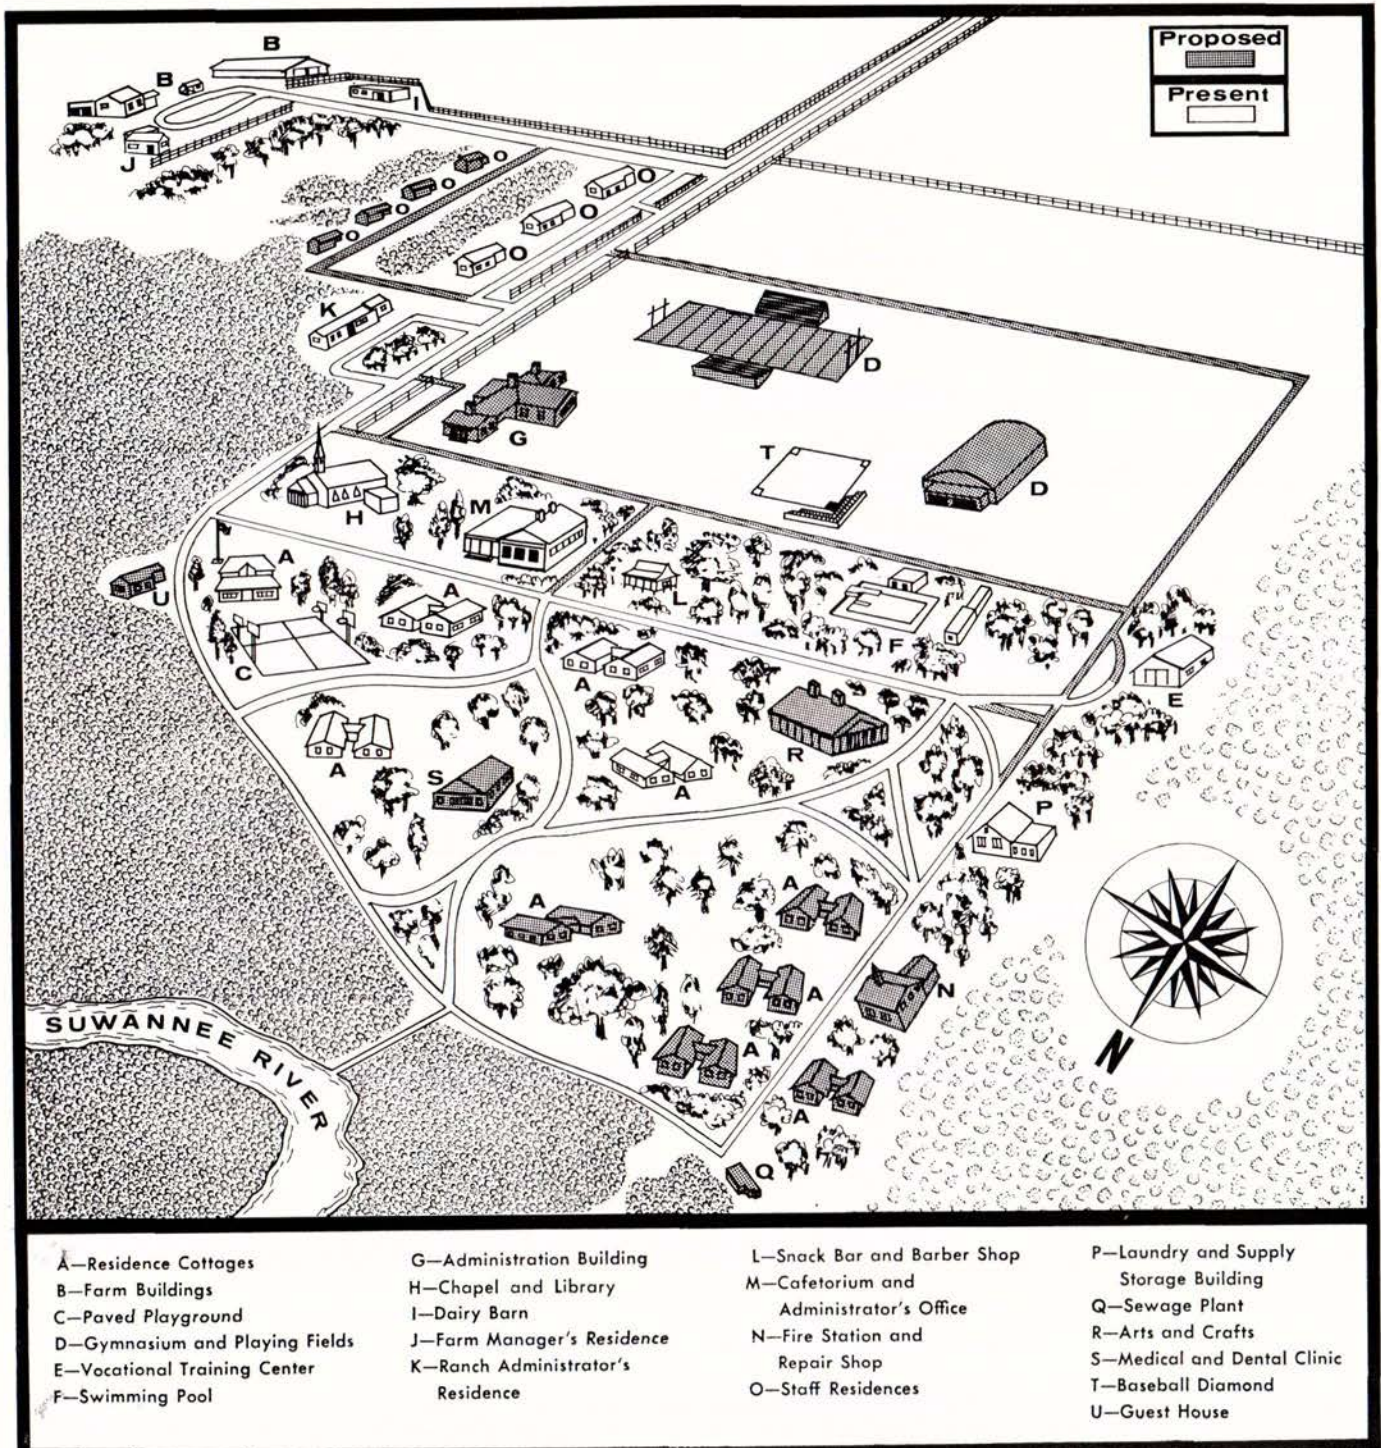 Proposed
Present
B
B
I
J
O
O
O
O
O
O
O
K
D
G
T
D
H
M
A
U
A
L
C
F
A
E
A
S
R
A
P
A
A
N
A
A
A
Q
SUWANNEE RIVER
N
A—Residence Cottages
B—Farm Buildings
C—Paved Playground
D—Gymnasium and Playing Fields
E—Vocational Training Center
F—Swimming Pool
G—Administration Building
H—Chapel and Library
I—Dairy Barn
J—Farm Manager's Residence
K—Ranch Administrator's
Residence
L—Snack Bar and Barber Shop
M—Cafetorium and
Administrator's Office
N—Fire Station and
Repair Shop
O—Staff Residences
P—Laundry and Supply
Storage Building
Q—Sewage Plant
R—Arts and Crafts
S—Medical and Dental Clinic
T—Baseball Diamond
U—Guest House